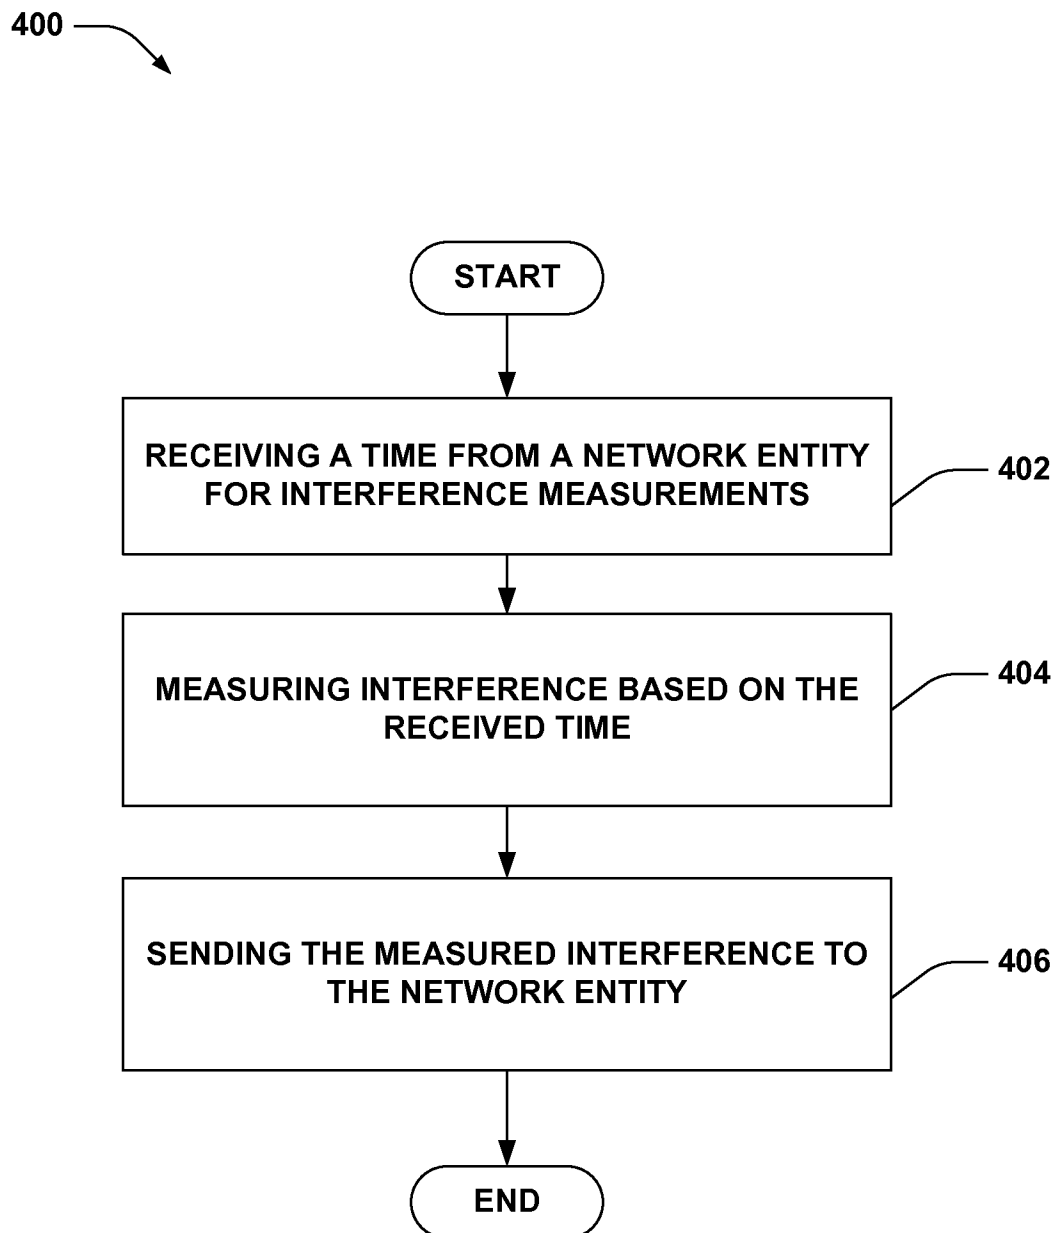 400
START
RECEIVING A TIME FROM A NETWORK ENTITY
FOR INTERFERENCE MEASUREMENTS
402
MEASURING INTERFERENCE BASED ON THE
RECEIVED TIME
404
SENDING THE MEASURED INTERFERENCE TO
THE NETWORK ENTITY
406
END